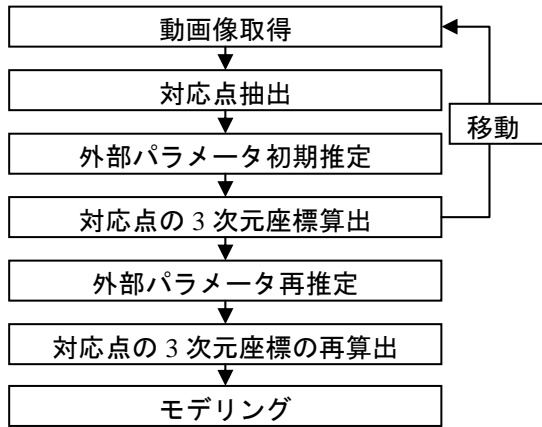 動画像取得
対応点抽出
移動
外部パラメータ初期推定
対応点の 3 次元座標算出
外部パラメータ再推定
対応点の 3 次元座標の再算出
モデリング